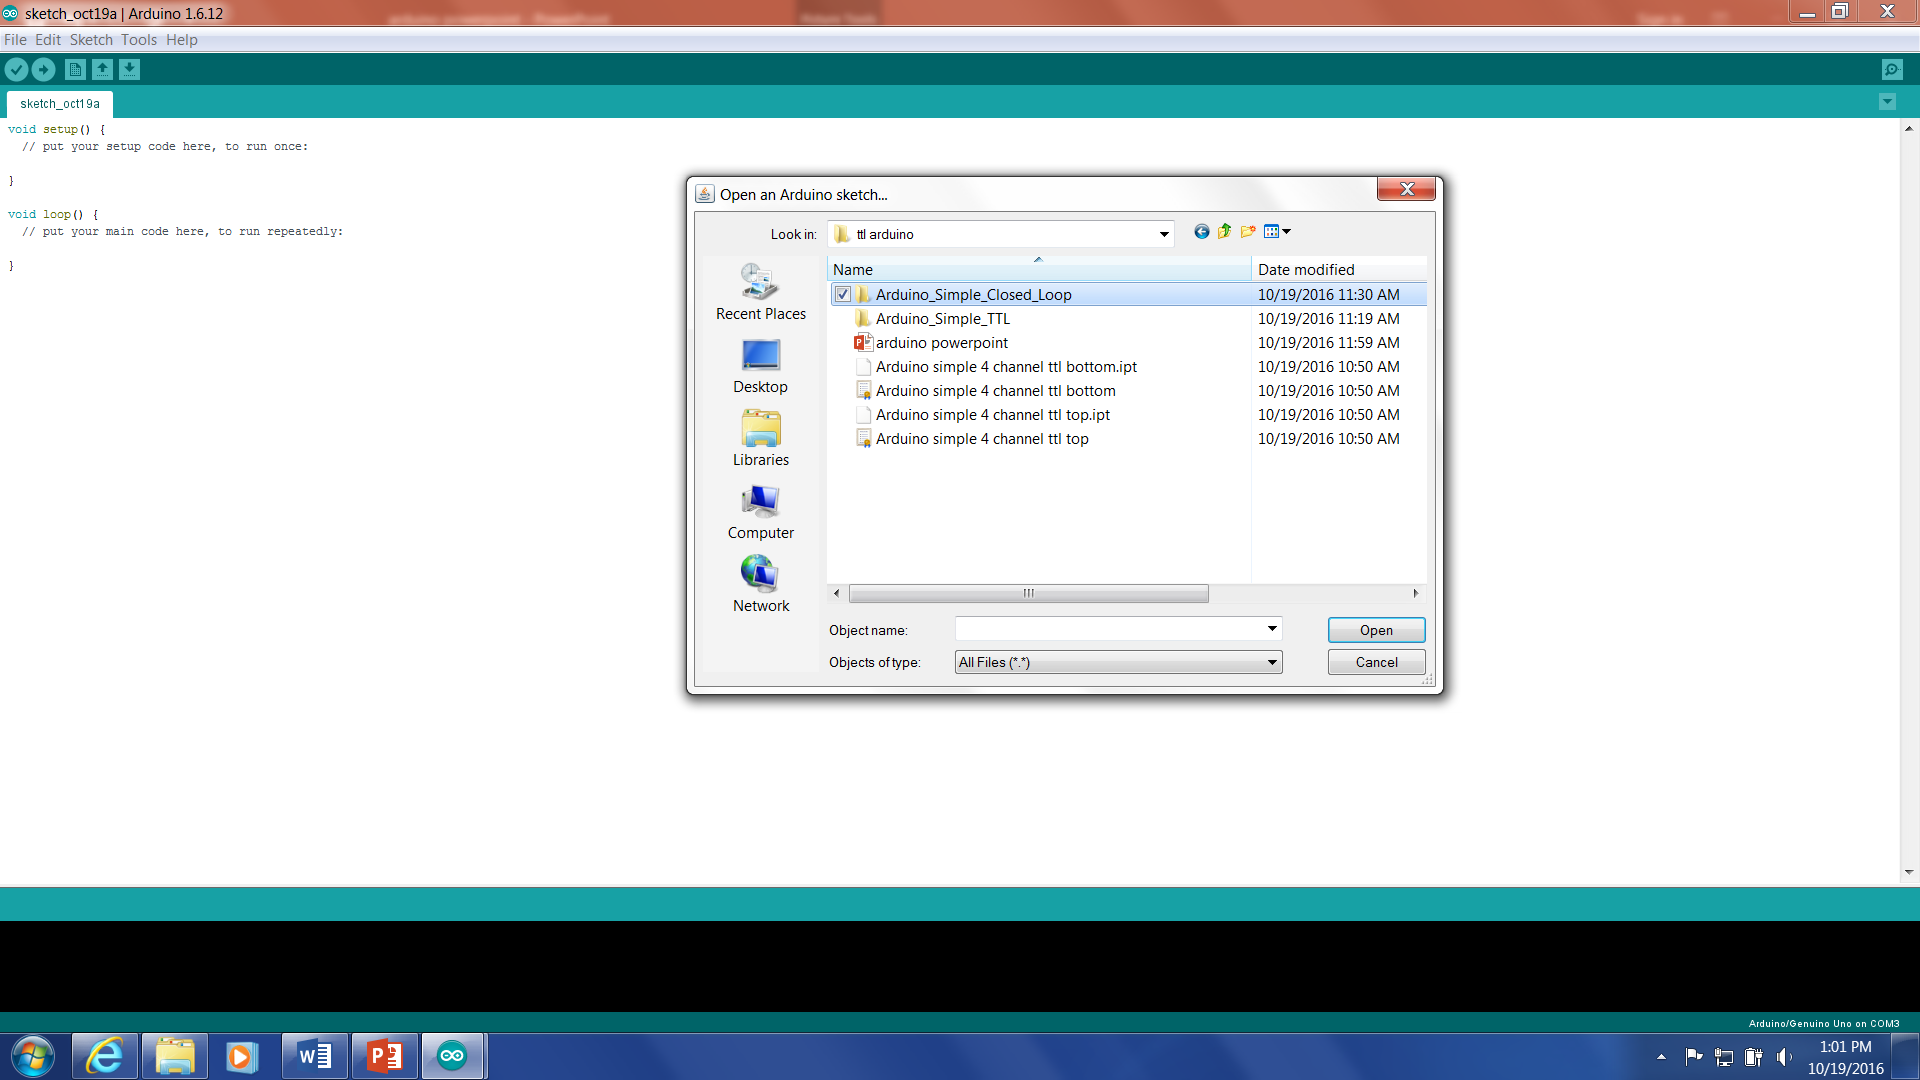 sketch_oct19a | Arduino 1.6.12
File Edit Sketch Tools Help
sketch_oct19a
void setup() {
// put your setup code here, to run once:
}
void loop() {
// put your main code here, to run repeatedly:
}
Open an Arduino sketch...
Look in: ttl arduino
Name Date modified
Arduino_Simple_Closed_Loop 10/19/2016 11:30 AM
Arduino_Simple_TTL 10/19/2016 11:19 AM
arduino powerpoint 10/19/2016 11:59 AM
Arduino simple 4 channel ttl bottom.ipt 10/19/2016 10:50 AM
Arduino simple 4 channel ttl bottom 10/19/2016 10:50 AM
Arduino simple 4 channel ttl top.ipt 10/19/2016 10:50 AM
Arduino simple 4 channel ttl top 10/19/2016 10:50 AM
Recent Places
Desktop
Libraries
Computer
Network
Object name:
Open
Objects of type: All Files (*.*)
Cancel
Arduino/Genuino Uno on COM3
1:01 PM
10/19/2016